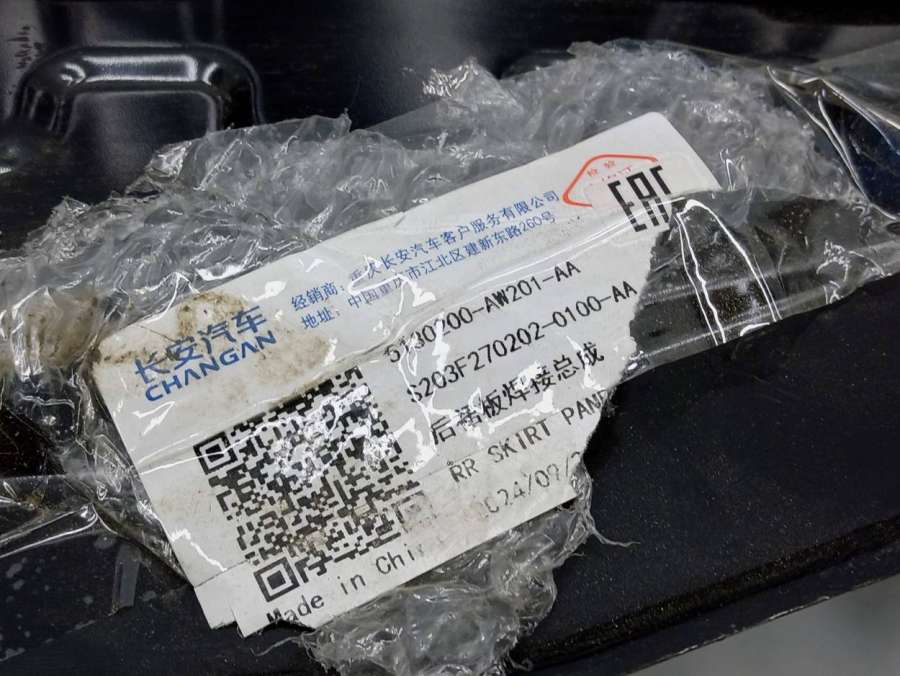 检验
EAC
经销商: 重庆长安汽车客户服务有限公司
地址: 中国重庆市江北区建新东路260号
长安汽车
CHANGAN
5130200-AW201-AA
S203F270202-0100-AA
后裙板焊接总成
RR SKIRT PANE
2024/09/2
Made in Chi